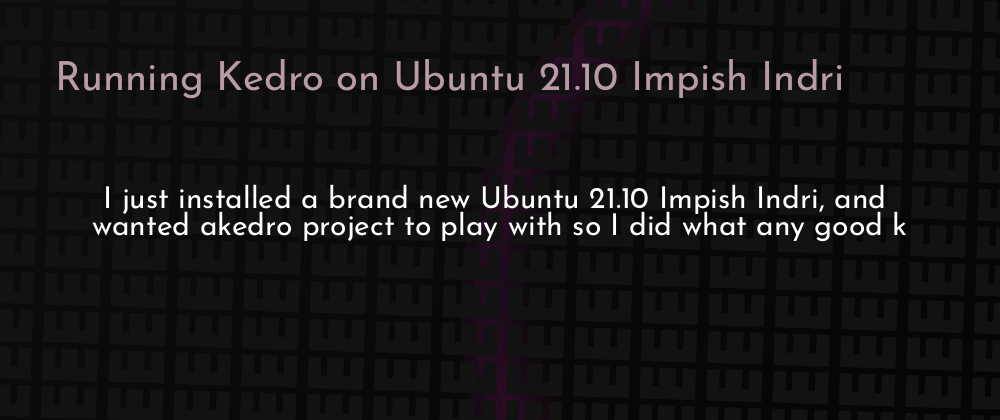 Running Kedro on Ubuntu 21.10 Impish Indri
I just installed a brand new Ubuntu 21.10 Impish Indri, and
wanted akedro project to play with so I did what any good k